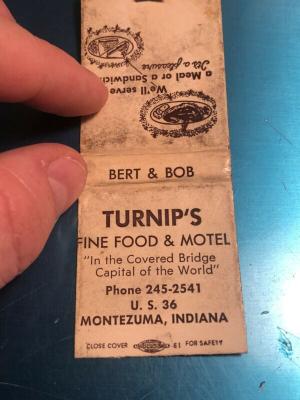 We'll serve
a Meal or a Sandwich
It's a pleasure
BERT & BOB
TURNIP'S
FINE FOOD & MOTEL
"In the Covered Bridge
Capital of the World"
Phone 245-2541
U. S. 36
MONTEZUMA, INDIANA
CLOSE COVER 61 FOR SAFETY